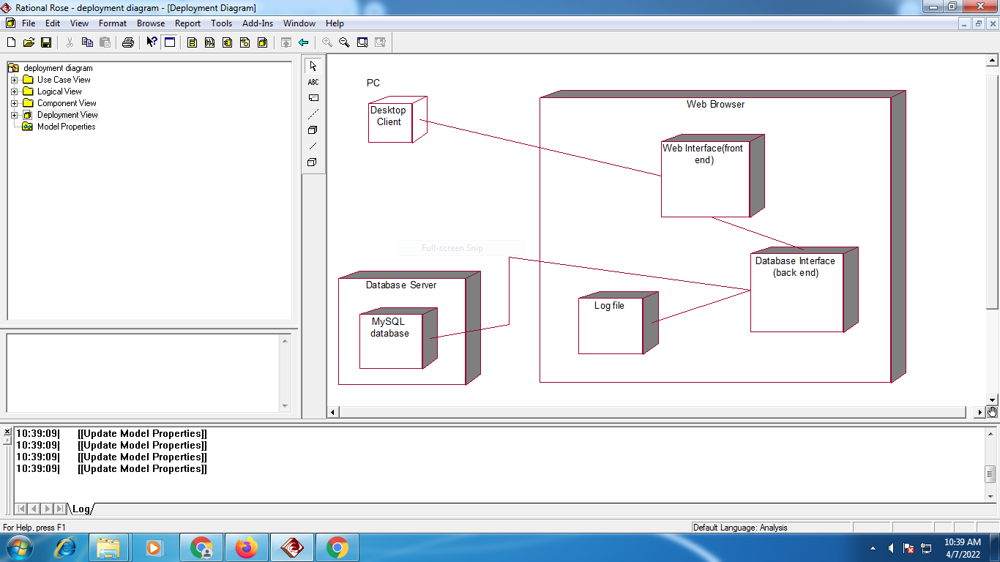 Rational Rose - deployment diagram - [Deployment Diagram]
File Edit View Format Browse Report Tools Add-Ins Window Help
deployment diagram
Use Case View
Logical View
Component View
Deployment View
Model Properties
ABC
PC
Desktop
Client
Web Browser
Web Interface(front
end)
Full-screen Snip
Database Interface
(back end)
Database Server
MySQL
database
Log file
10:39:09| [[Update Model Properties]]
10:39:09| [[Update Model Properties]]
10:39:09| [[Update Model Properties]]
10:39:09| [[Update Model Properties]]
Log
For Help, press F1
Default Language: Analysis
10:39 AM
4/7/2022